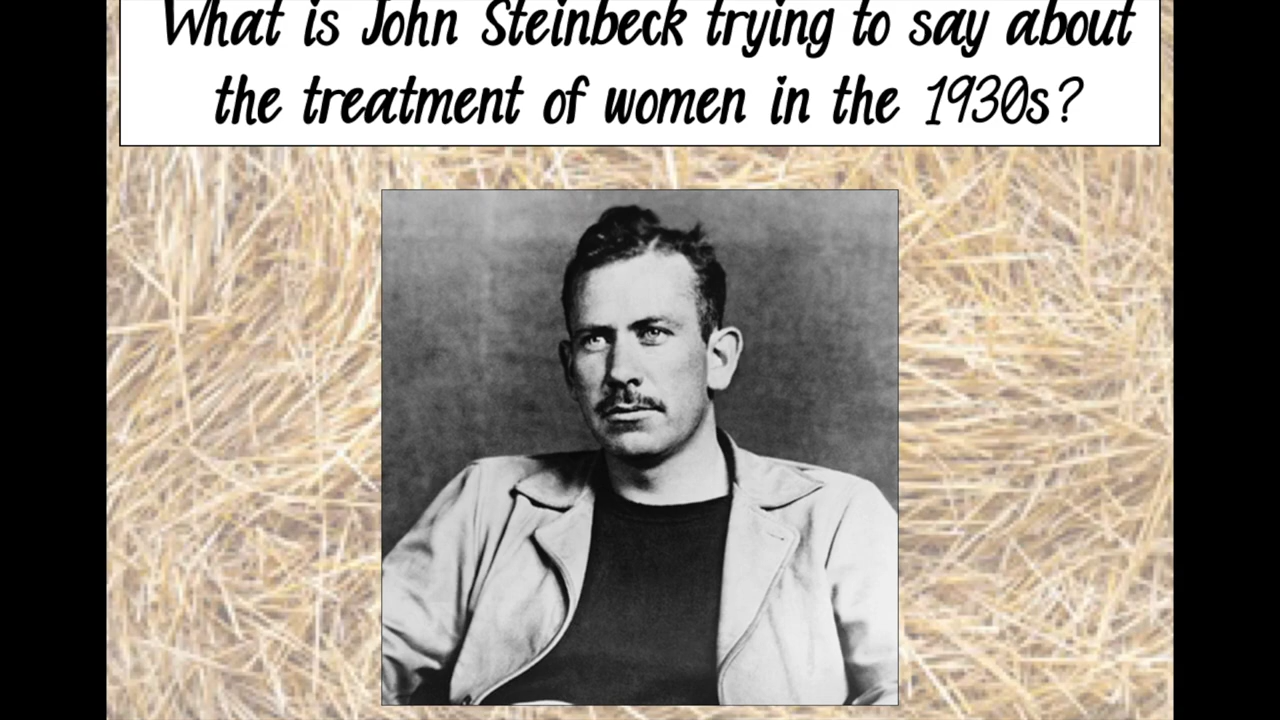 What is John Steinbeck trying to say about
the treatment of women in the 1930s?